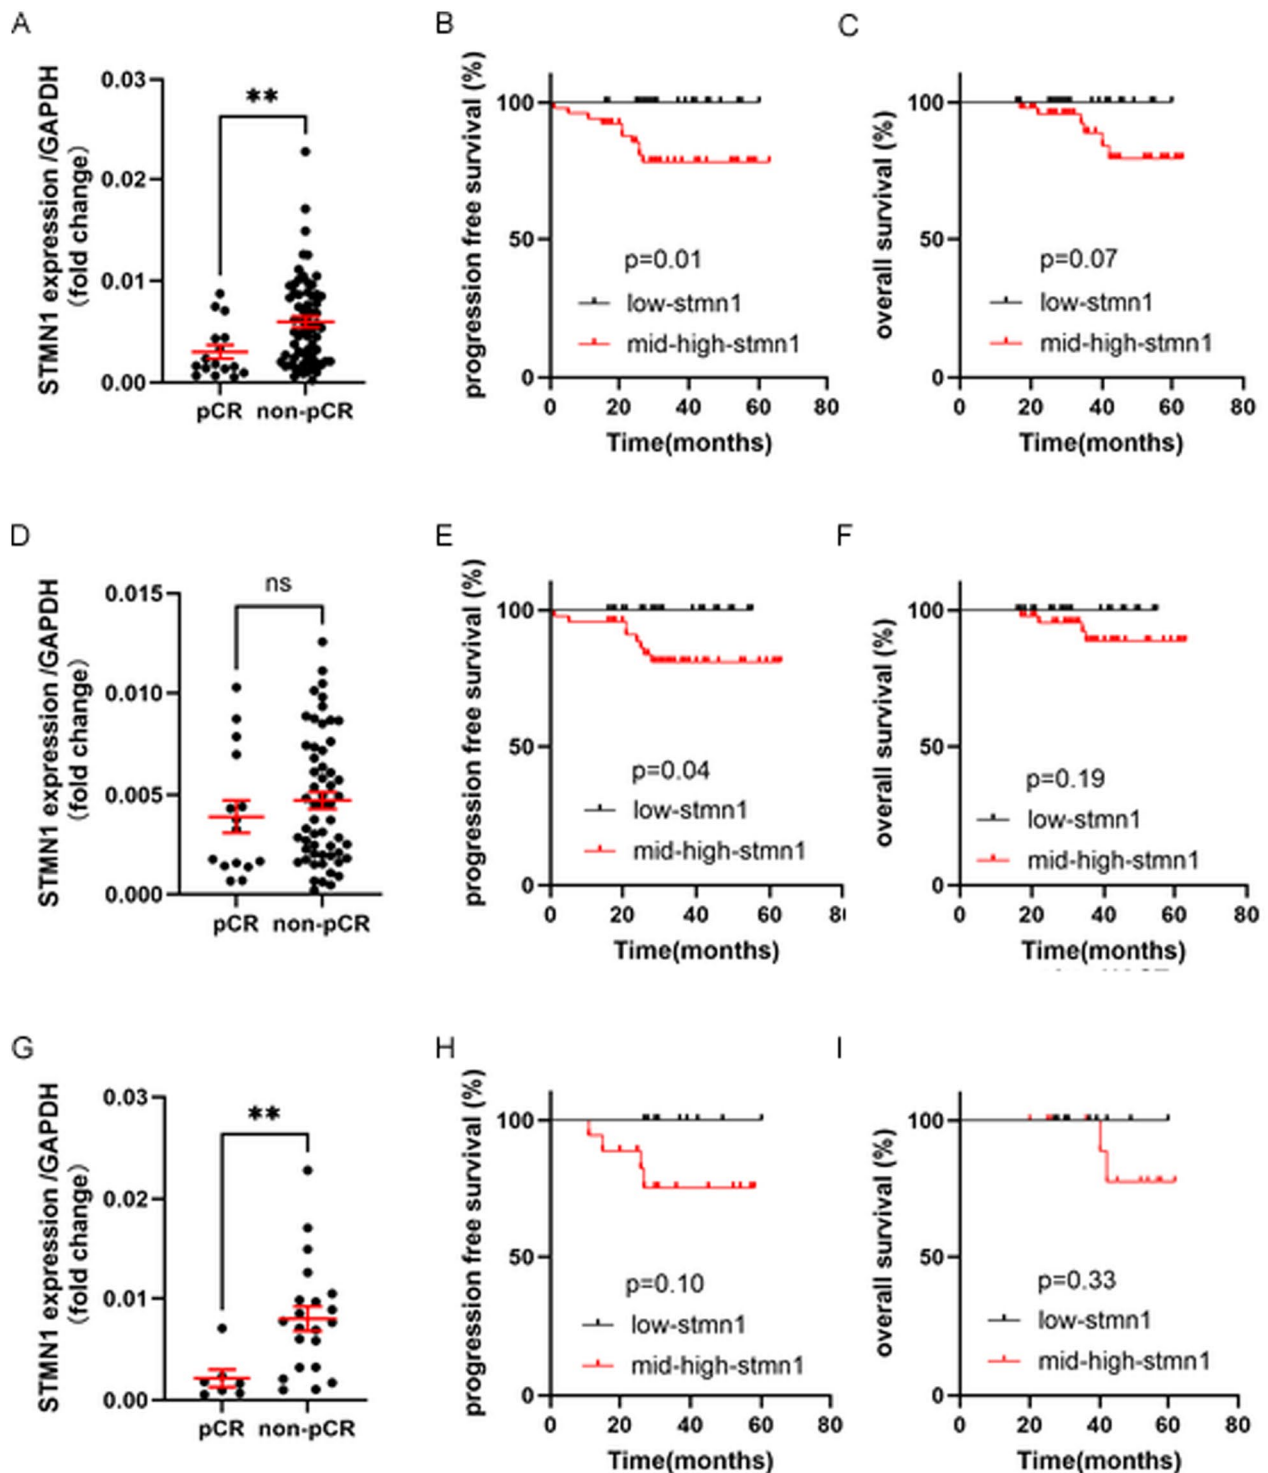 A
STMN1 expression /GAPDH
(fold change)
0.03
0.02
0.01
0.00
**
pCR non-pCR
B
progression free survival (%)
100
50
0
p=0.01
low-stmn1
mid-high-stmn1
0 20 40 60 80
Time(months)
C
overall survival (%)
100
50
0
p=0.07
low-stmn1
mid-high-stmn1
0 20 40 60 80
Time(months)
D
STMN1 expression /GAPDH
(fold change)
0.015
0.010
0.005
0.000
ns
pCR non-pCR
E
progression free survival (%)
100
50
0
p=0.04
low-stmn1
mid-high-stmn1
0 20 40 60
Time(months)
F
overall survival (%)
100
50
0
p=0.19
low-stmn1
mid-high-stmn1
0 20 40 60 80
Time(months)
G
STMN1 expression /GAPDH
(fold change)
0.03
0.02
0.01
0.00
**
pCR non-pCR
H
progression free survival (%)
100
50
0
p=0.10
low-stmn1
mid-high-stmn1
0 20 40 60 80
Time(months)
I
overall survival (%)
100
50
0
p=0.33
low-stmn1
mid-high-stmn1
0 20 40 60 80
Time(months)